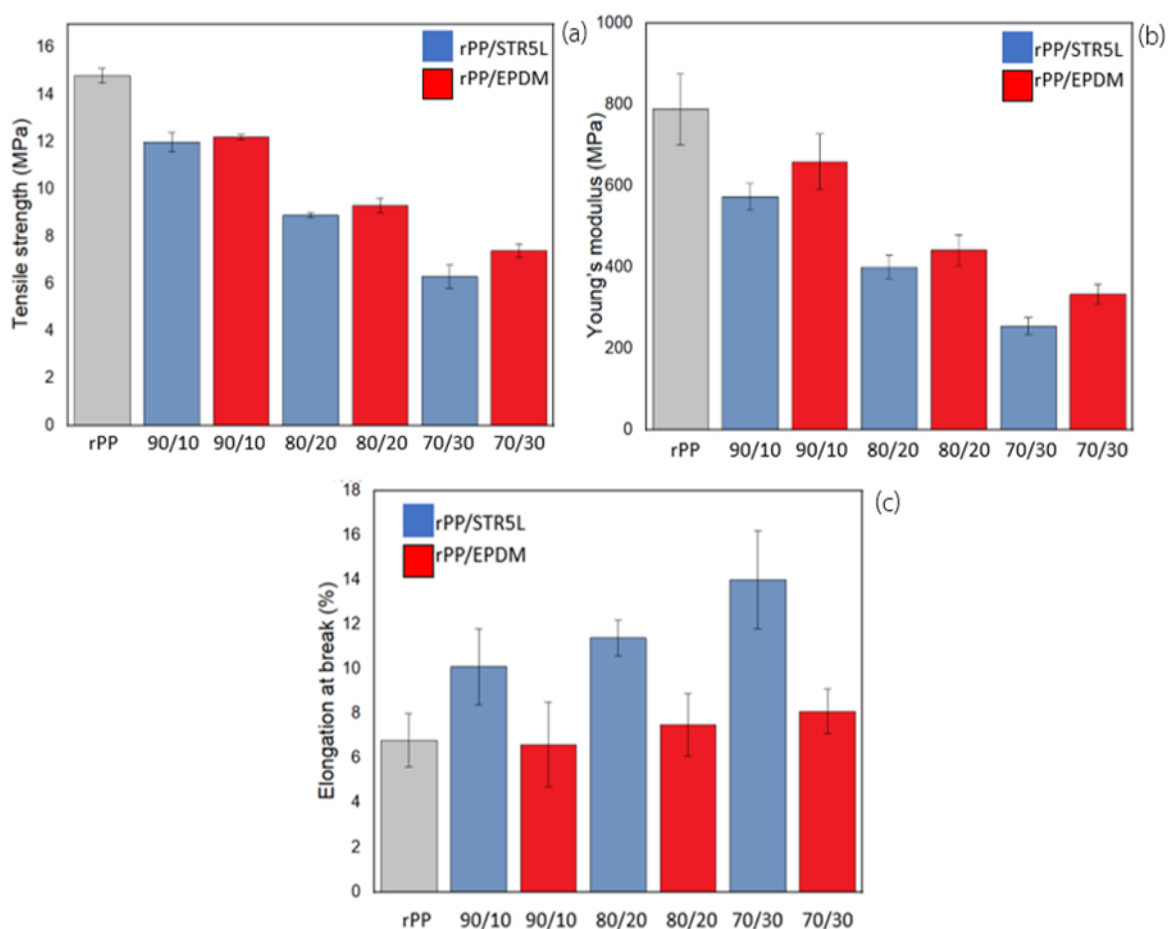 (a)
rPP/STR5L
rPP/EPDM
Tensile strength (MPa)
16
14
12
10
8
6
4
2
0
rPP 90/10 90/10 80/20 80/20 70/30 70/30
(b)
rPP/STR5L
rPP/EPDM
Young's modulus (MPa)
1000
800
600
400
200
0
rPP 90/10 90/10 80/20 80/20 70/30 70/30
(c)
rPP/STR5L
rPP/EPDM
Elongation at break (%)
18
16
14
12
10
8
6
4
2
0
rPP 90/10 90/10 80/20 80/20 70/30 70/30